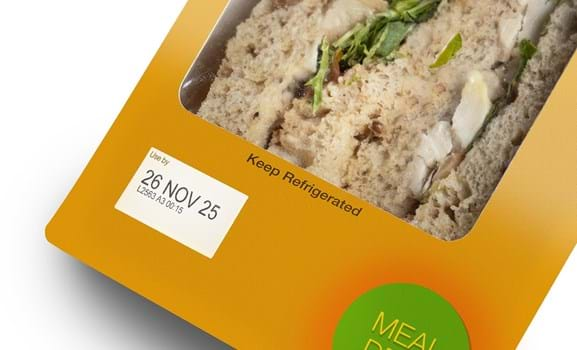 Use by
26 NOV 25
L2563 A3 00:15
Keep Refrigerated
MEAL